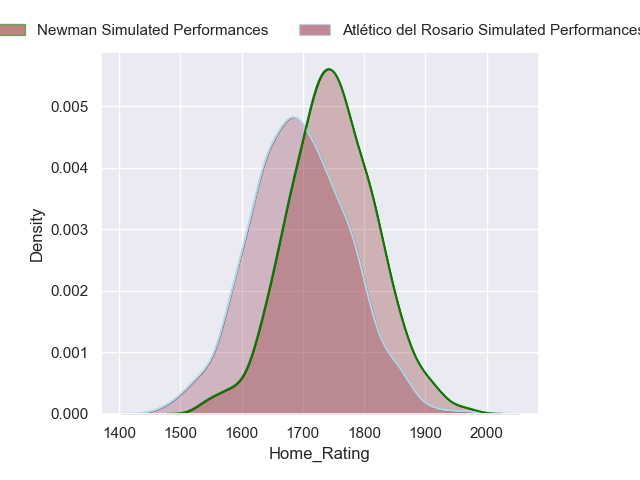 Newman Simulated Performances
Atlético del Rosario Simulated Performances
0.005
0.004
0.003
0.002
0.001
0.000
Density
1400 1500 1600 1700 1800 1900 2000
Home_Rating